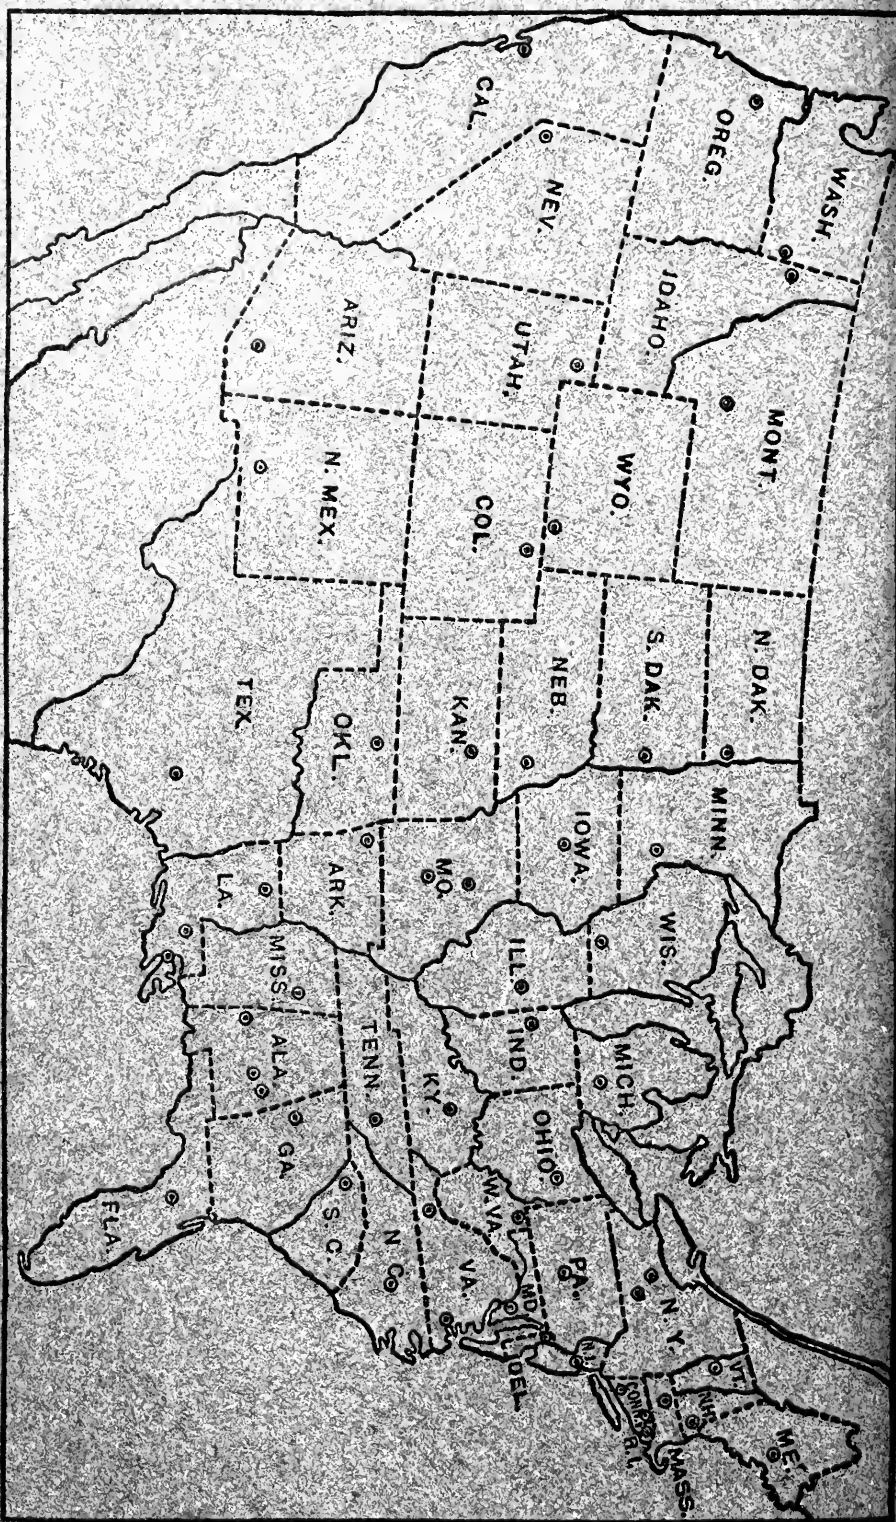 WASH.
OREG.
CAL.
NEV.
IDAHO.
MONT.
WYO.
UTAH.
ARIZ.
COL.
N. MEX.
N. DAK.
S. DAK.
NEB.
KAN.
OKL.
TEX.
MINN.
IOWA.
MO.
ARK.
LA.
WIS.
ILL.
MISS.
MICH.
IND.
KY.
TENN.
ALA.
OHIO.
GA.
FLA.
W.VA.
VA.
N C.
S. C.
PA.
MD.
DEL.
N.J.
N. Y.
VT.
N.H.
ME.
MASS.
CONN.
R.I.